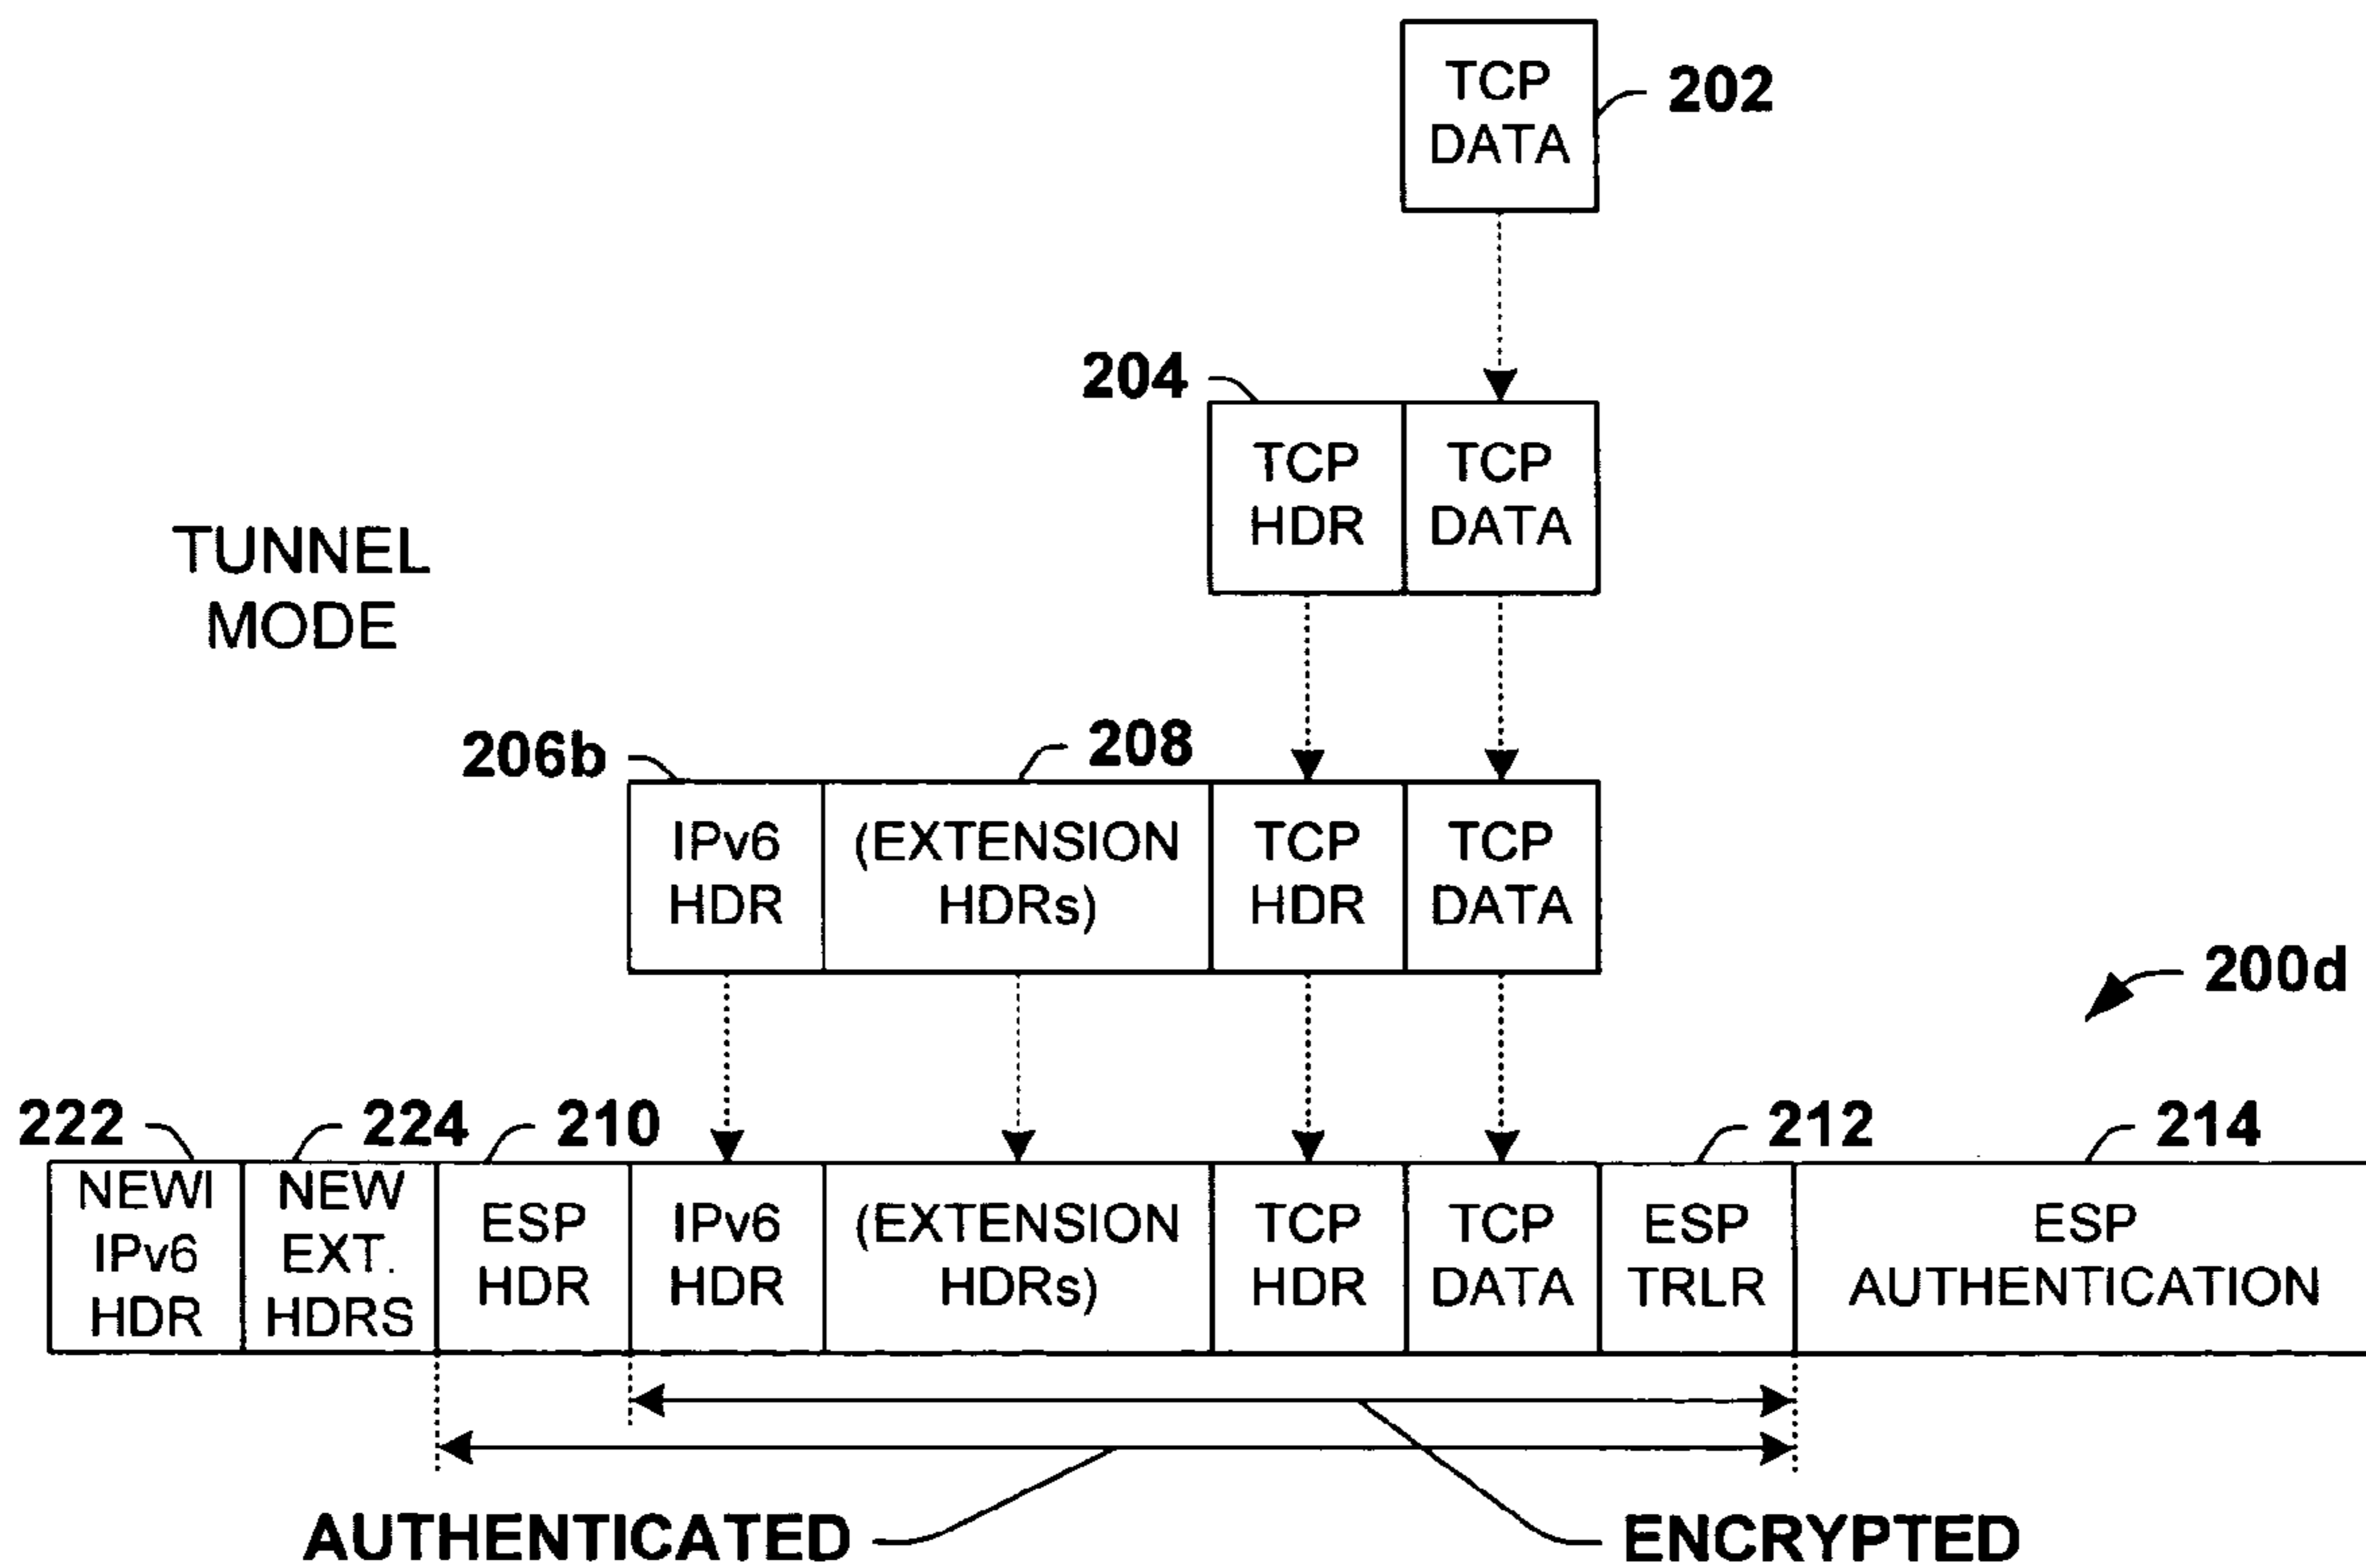 TCP
DATA
202
204
TCP
HDR
TCP
DATA
TUNNEL
MODE
206b
208
IPv6
HDR
(EXTENSION
HDRs)
TCP
HDR
TCP
DATA
200d
222
224
210
212
214
NEWI
IPv6
HDR
NEW
EXT.
HDRS
ESP
HDR
IPv6
HDR
(EXTENSION
HDRs)
TCP
HDR
TCP
DATA
ESP
TRLR
ESP
AUTHENTICATION
AUTHENTICATED
ENCRYPTED